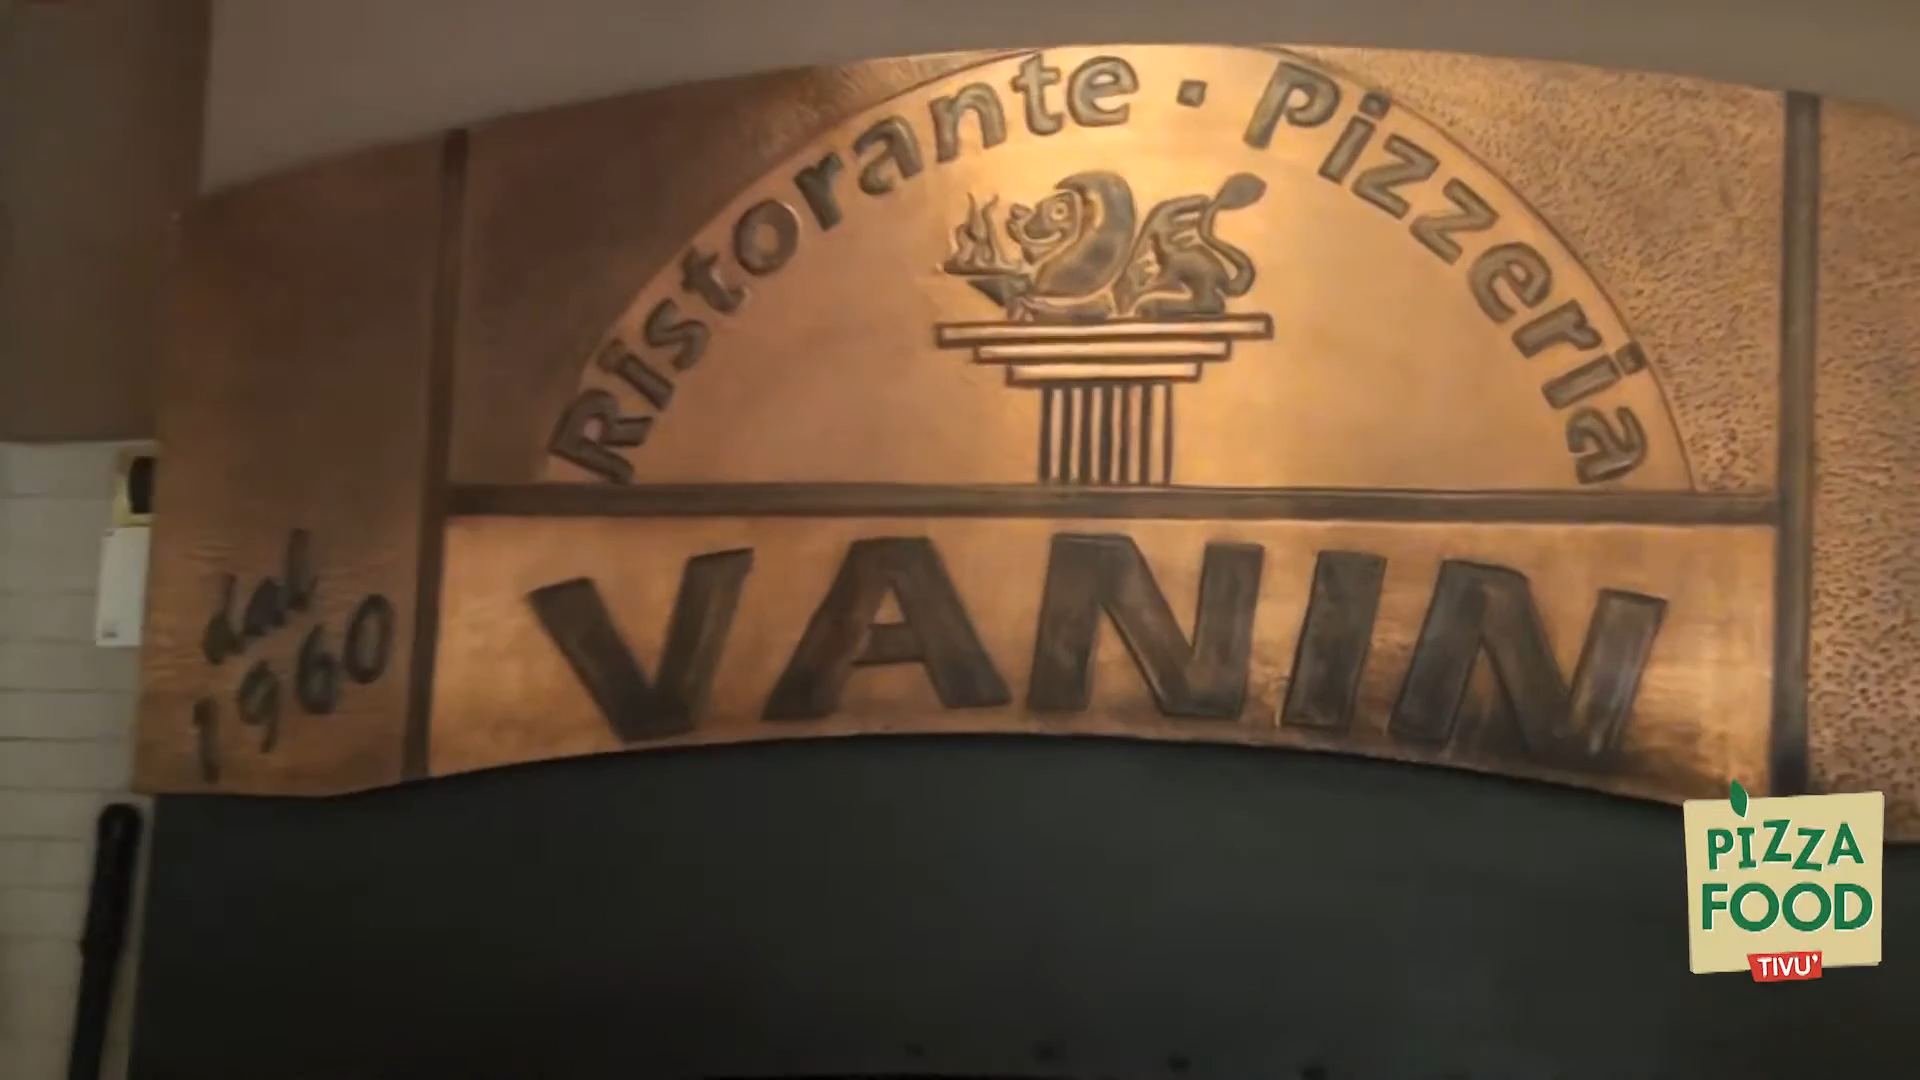 Ristorante · Pizzeria
VANIN
dal
1960
PIZZA
FOOD
TIVU'